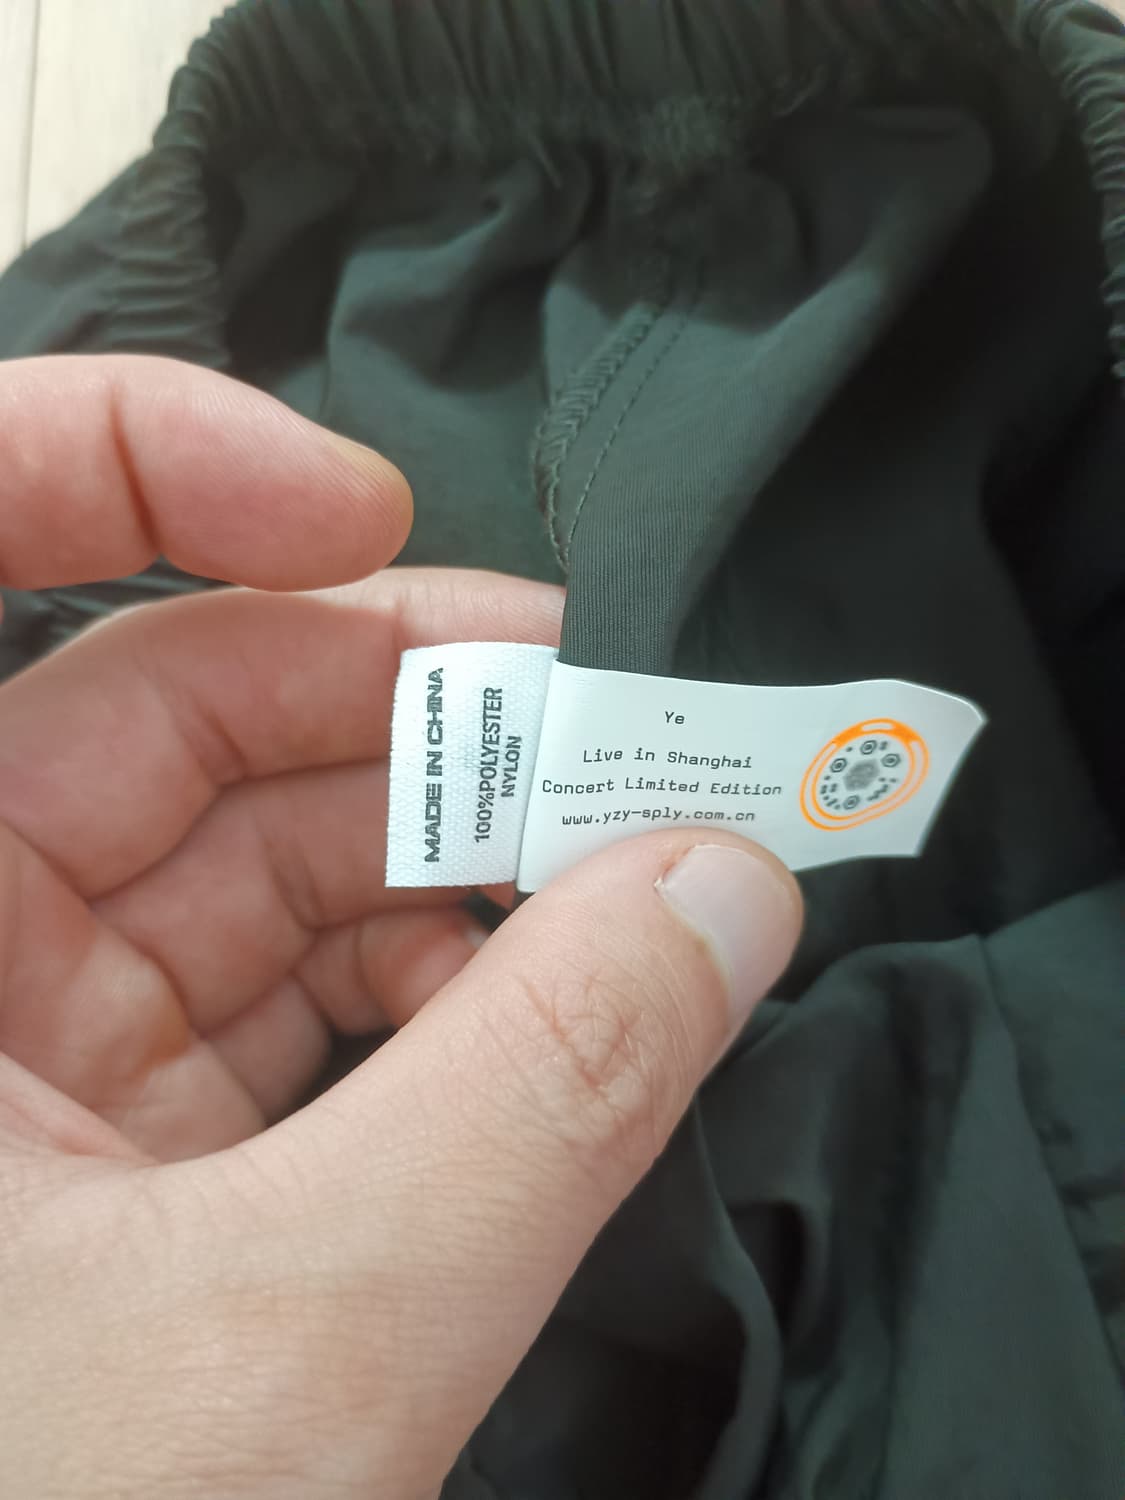 MADE IN CHINA
100%POLYESTER
NYLON
Ye
Live in Shanghai
Concert Limited Edition
www.yzy-sply.com.cn